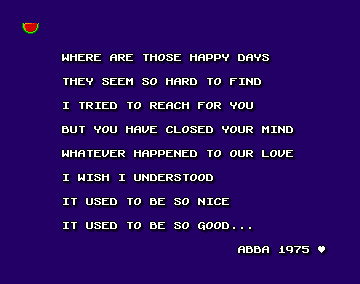 WHERE ARE THOSE HAPPY DAYS
THEY SEEM SO HARD TO FIND
I TRIED TO REACH FOR YOU
BUT YOU HAVE CLOSED YOUR MIND
WHATEVER HAPPENED TO OUR LOVE
I WISH I UNDERSTOOD
IT USED TO BE SO NICE
IT USED TO BE SO GOOD...
ABBA 1975 ♥